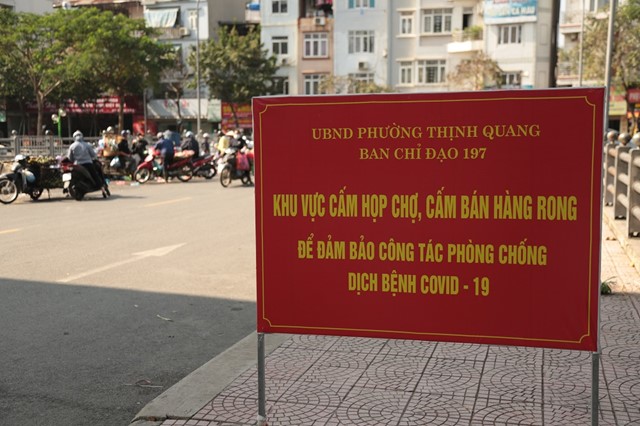 UBND PHƯỜNG THỊNH QUANG
BAN CHỈ ĐẠO 197
KHU VỰC CẤM HỌP CHỢ, CẤM BÁN HÀNG RONG
ĐỂ ĐẢM BẢO CÔNG TÁC PHÒNG CHỐNG
DỊCH BỆNH COVID - 19